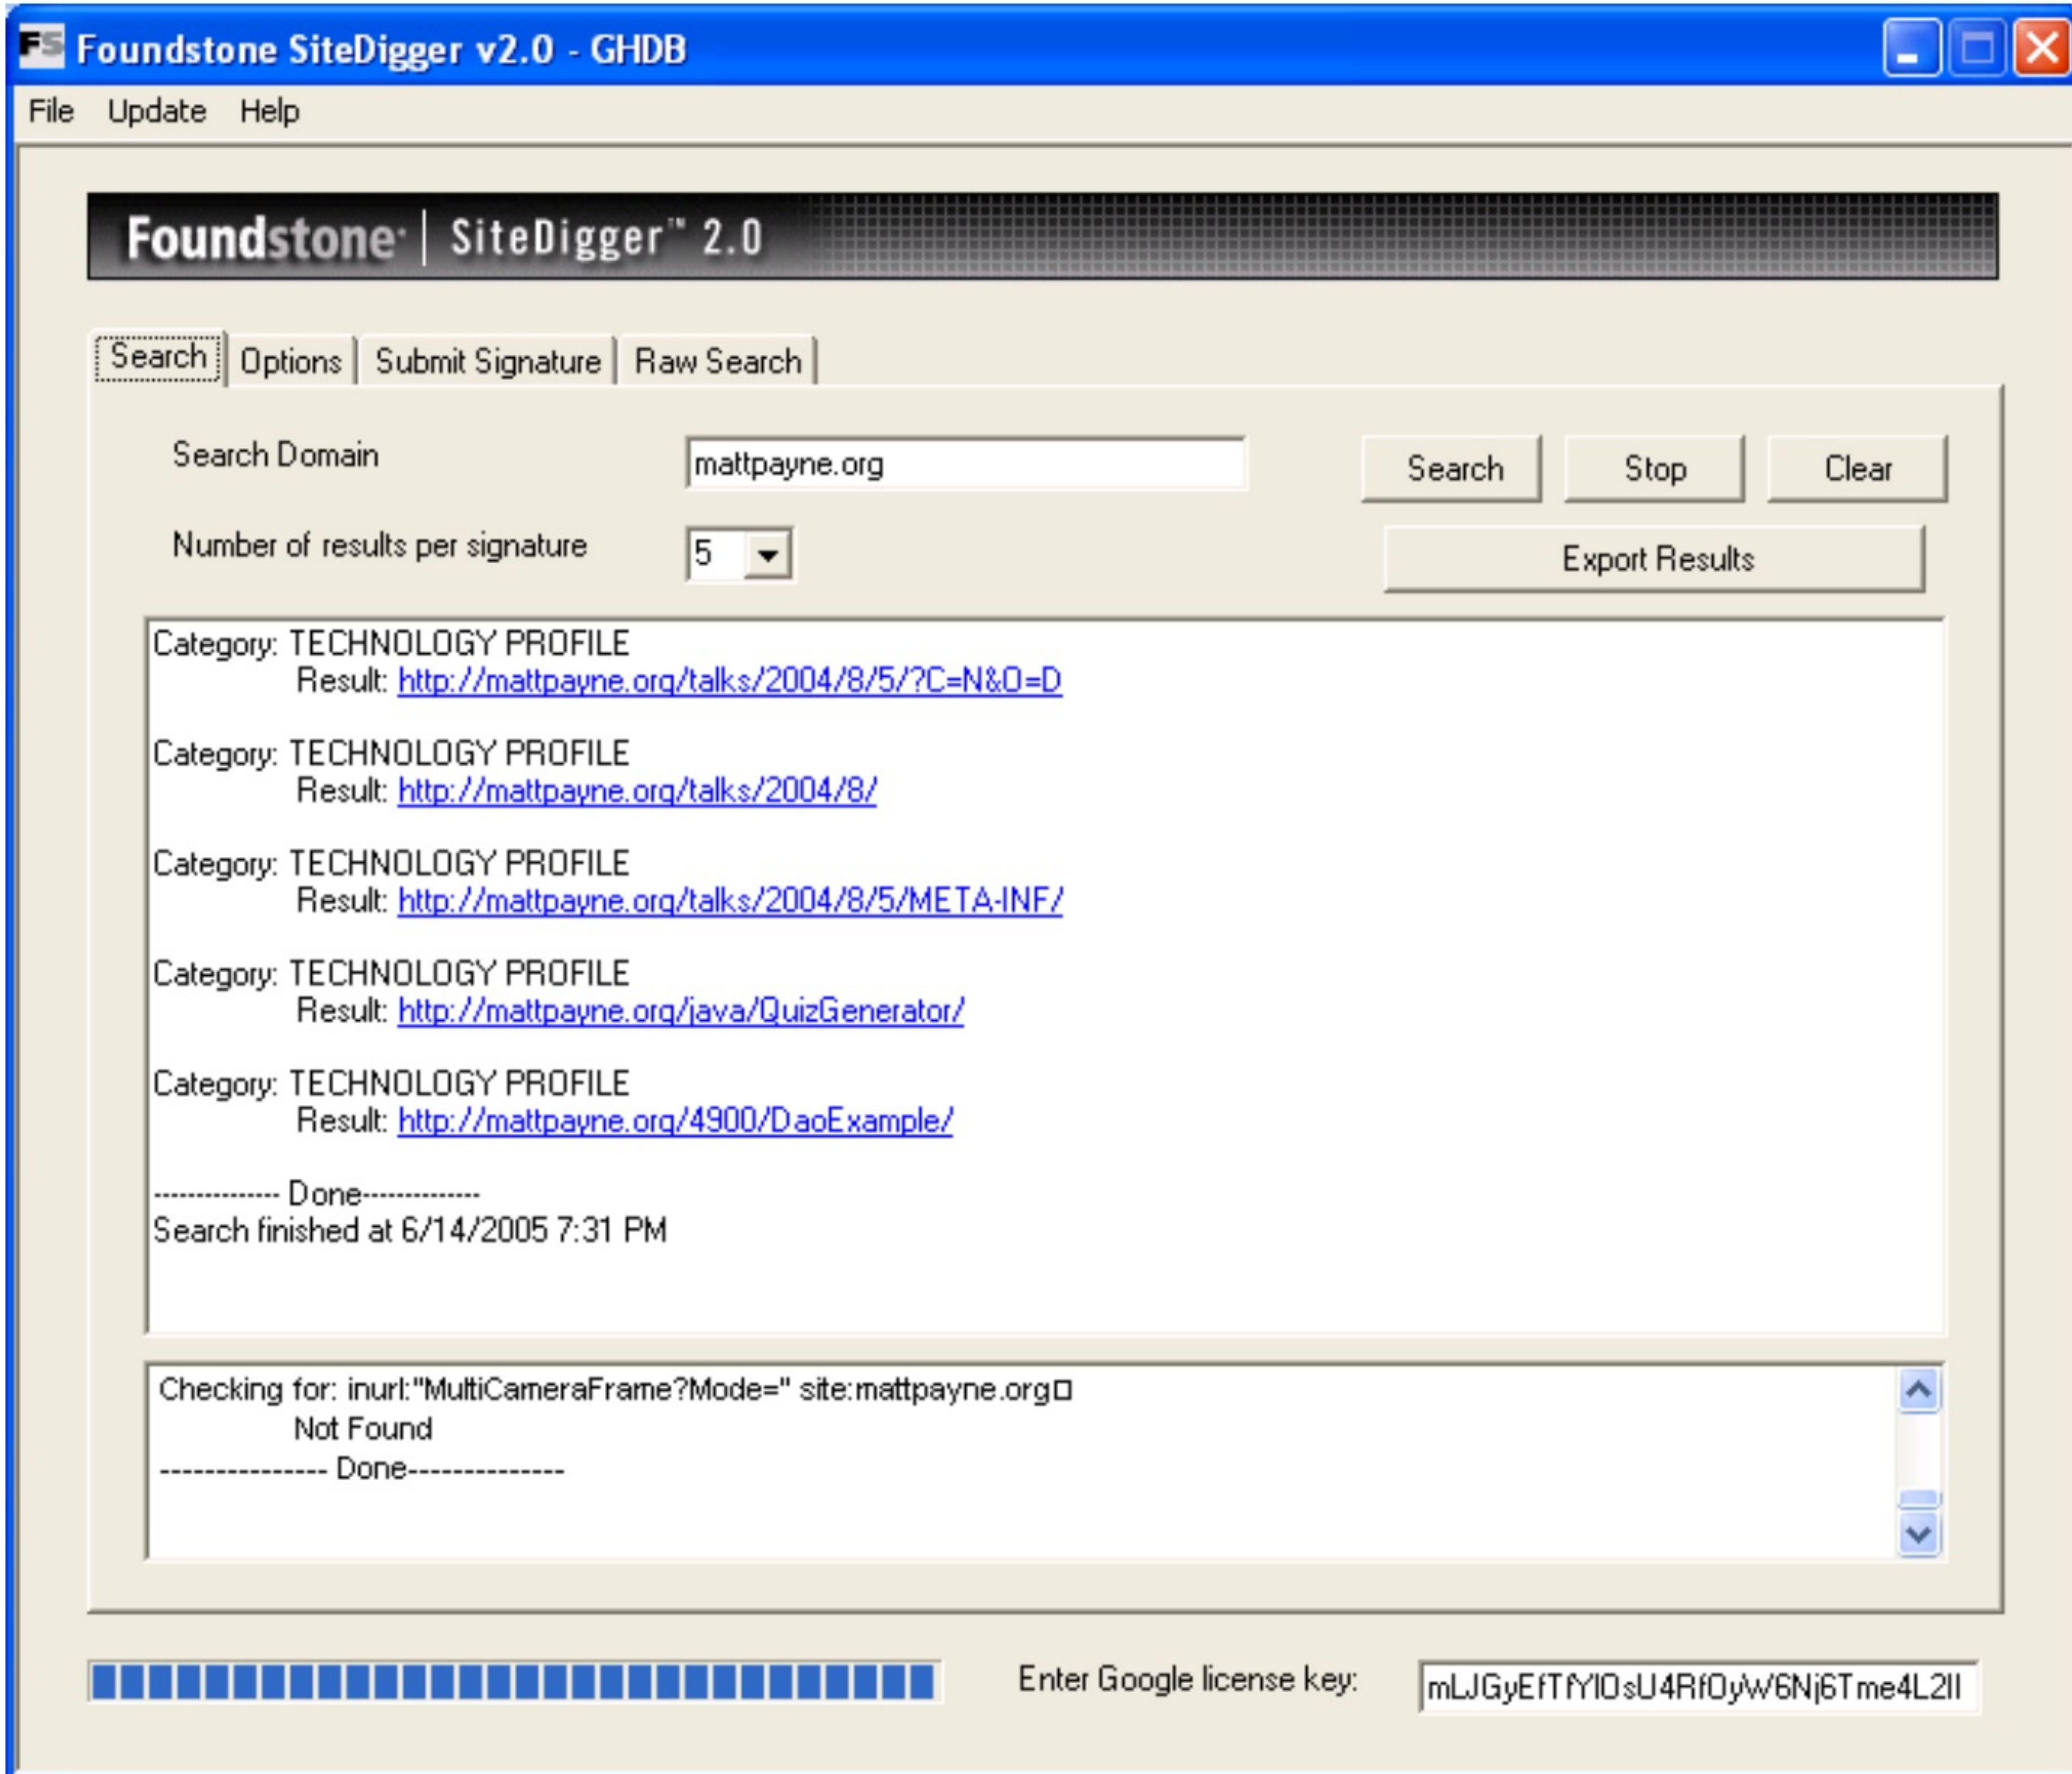 FS Foundstone SiteDigger v2.0 - GHDB
File Update Help
Foundstone | SiteDigger™ 2.0
Search Options Submit Signature Raw Search
Search Domain mattpayne.org Search Stop Clear
Number of results per signature 5 Export Results
Category: TECHNOLOGY PROFILE
Result: http://mattpayne.org/talks/2004/8/5/?C=N&O=D
Category: TECHNOLOGY PROFILE
Result: http://mattpayne.org/talks/2004/8/
Category: TECHNOLOGY PROFILE
Result: http://mattpayne.org/talks/2004/8/5/META-INF/
Category: TECHNOLOGY PROFILE
Result: http://mattpayne.org/java/QuizGenerator/
Category: TECHNOLOGY PROFILE
Result: http://mattpayne.org/4900/DaoExample/
--------------- Done--------------
Search finished at 6/14/2005 7:31 PM
Checking for: inurl:"MultiCameraFrame?Mode=" site:mattpayne.org□
Not Found
--------------- Done--------------
Enter Google license key: